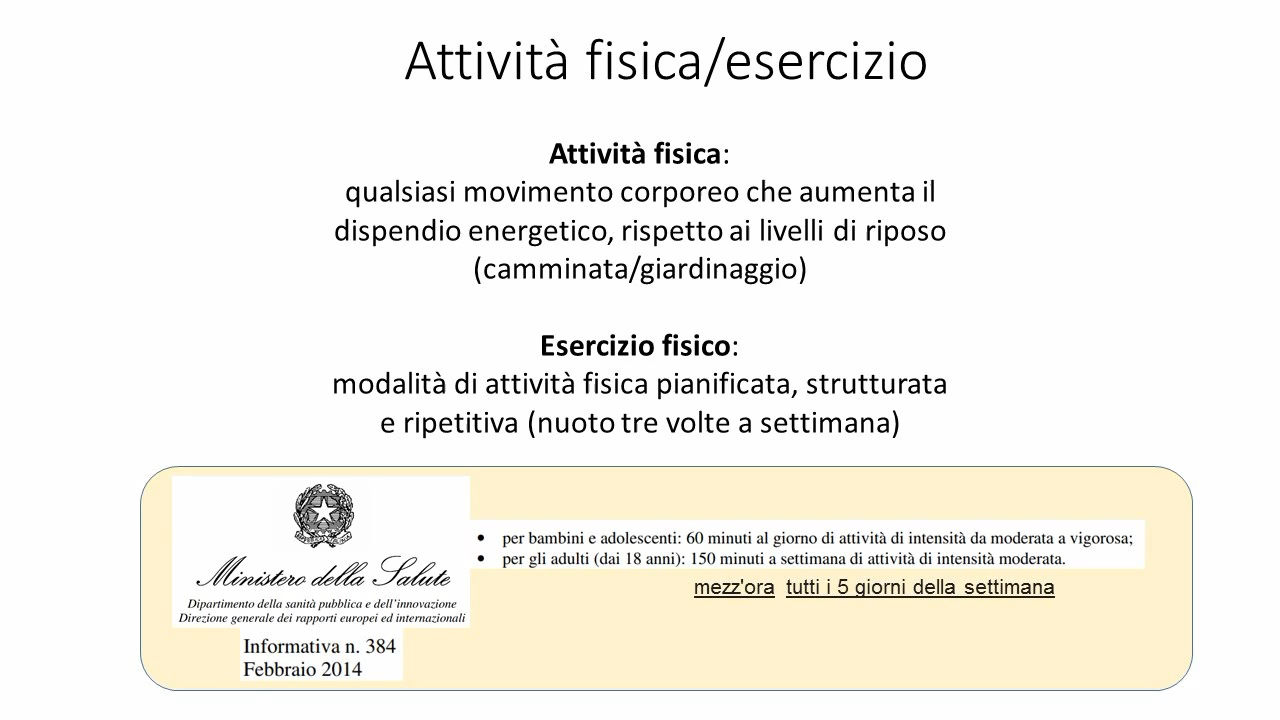 Attività fisica/esercizio
Attività fisica:
qualsiasi movimento corporeo che aumenta il
dispendio energetico, rispetto ai livelli di riposo
(camminata/giardinaggio)
Esercizio fisico:
modalità di attività fisica pianificata, strutturata
e ripetitiva (nuoto tre volte a settimana)
Ministero della Salute
Dipartimento della sanità pubblica e dell'innovazione
Direzione generale dei rapporti europei ed internazionali
Informativa n. 384
Febbraio 2014
• per bambini e adolescenti: 60 minuti al giorno di attività di intensità da moderata a vigorosa;
• per gli adulti (dai 18 anni): 150 minuti a settimana di attività di intensità moderata.
mezz'ora tutti i 5 giorni della settimana